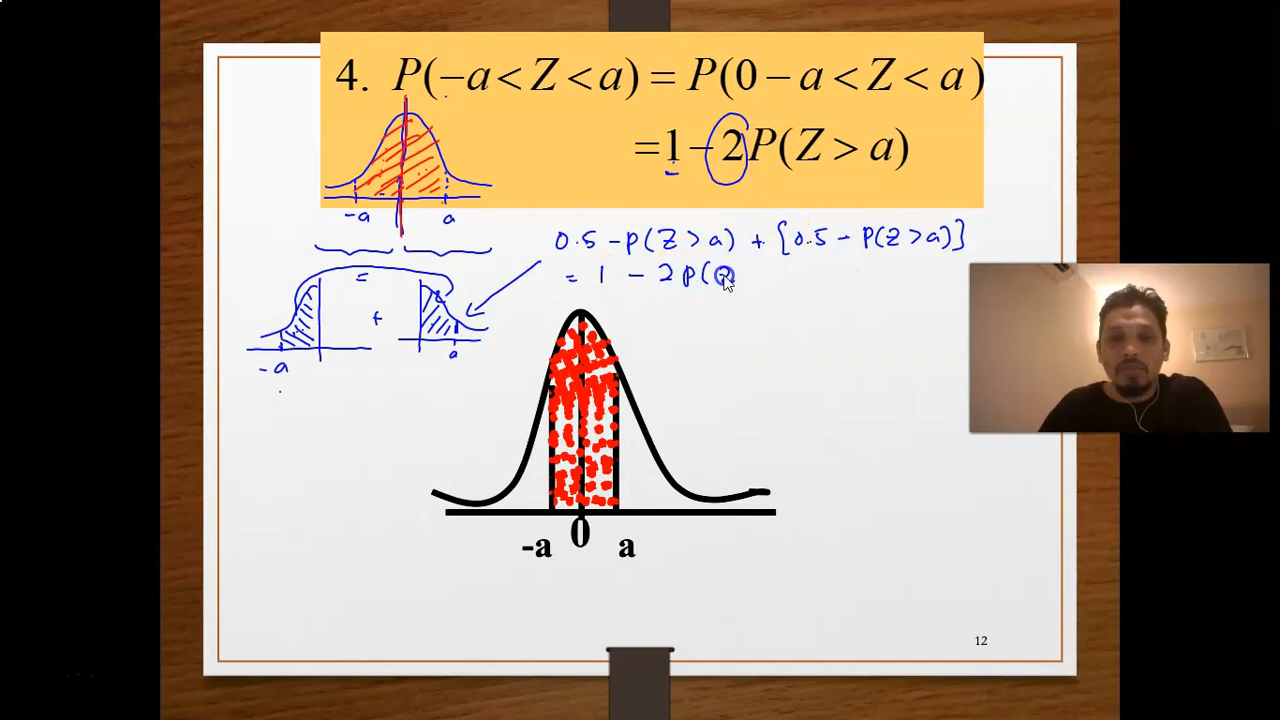 4. P(−a < Z < a) = P(0 − a < Z < a)
= 1 − 2P(Z > a)
-a a
0.5 − P(Z > a) + {0.5 − P(Z > a)}
= 1 − 2P(
=
+
-a a
-a 0 a
12